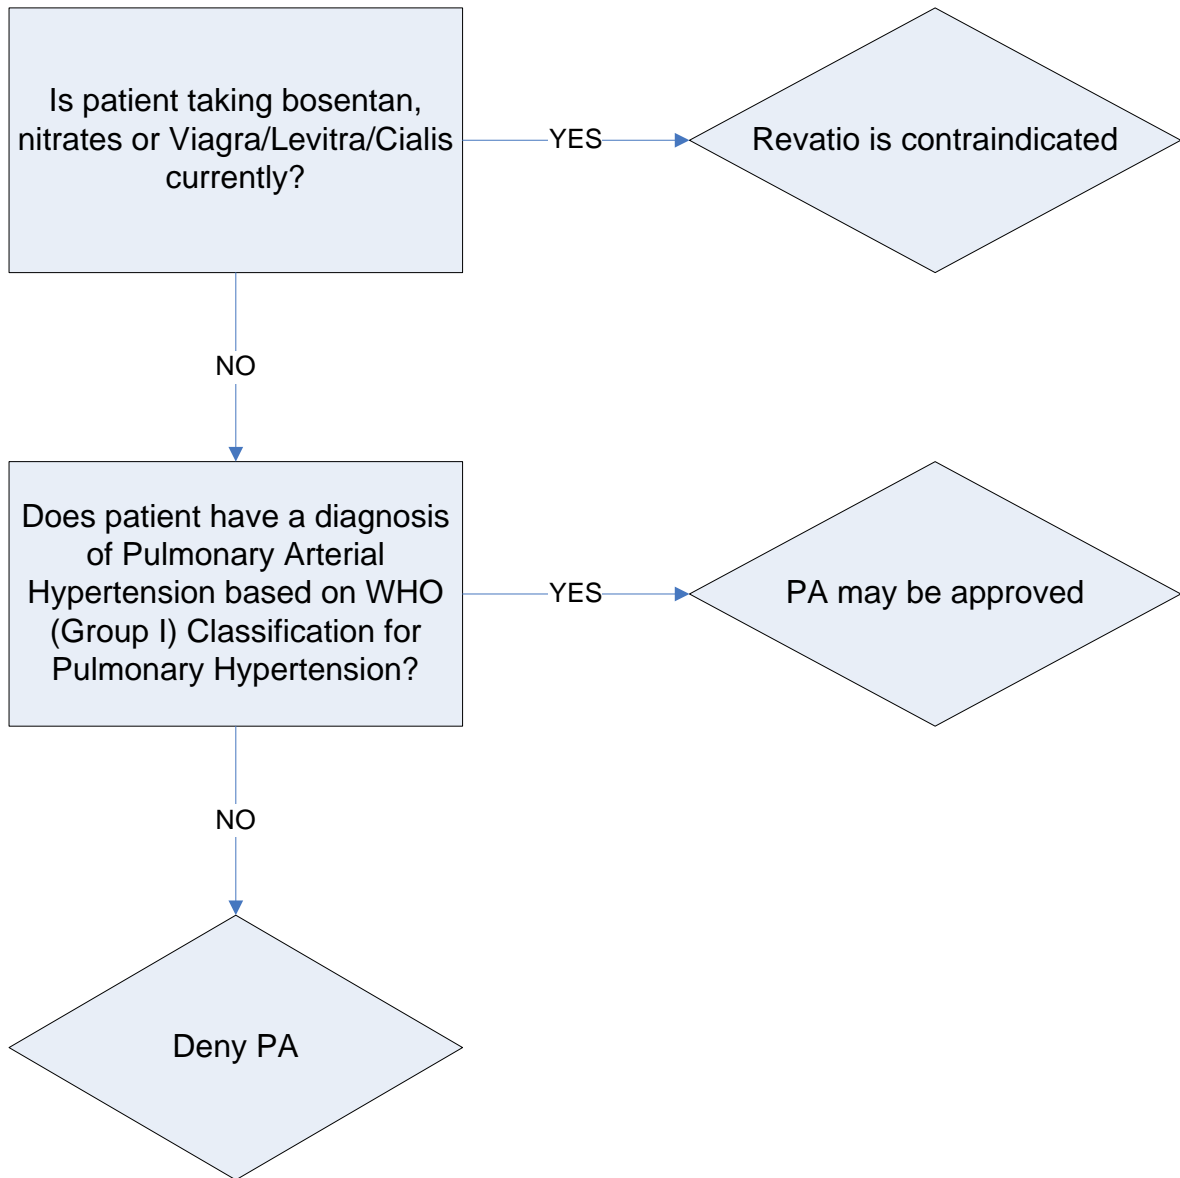 Is patient taking bosentan,
nitrates or Viagra/Levitra/Cialis
currently?
YES
Revatio is contraindicated
NO
Does patient have a diagnosis
of Pulmonary Arterial
Hypertension based on WHO
(Group I) Classification for
Pulmonary Hypertension?
YES
PA may be approved
NO
Deny PA